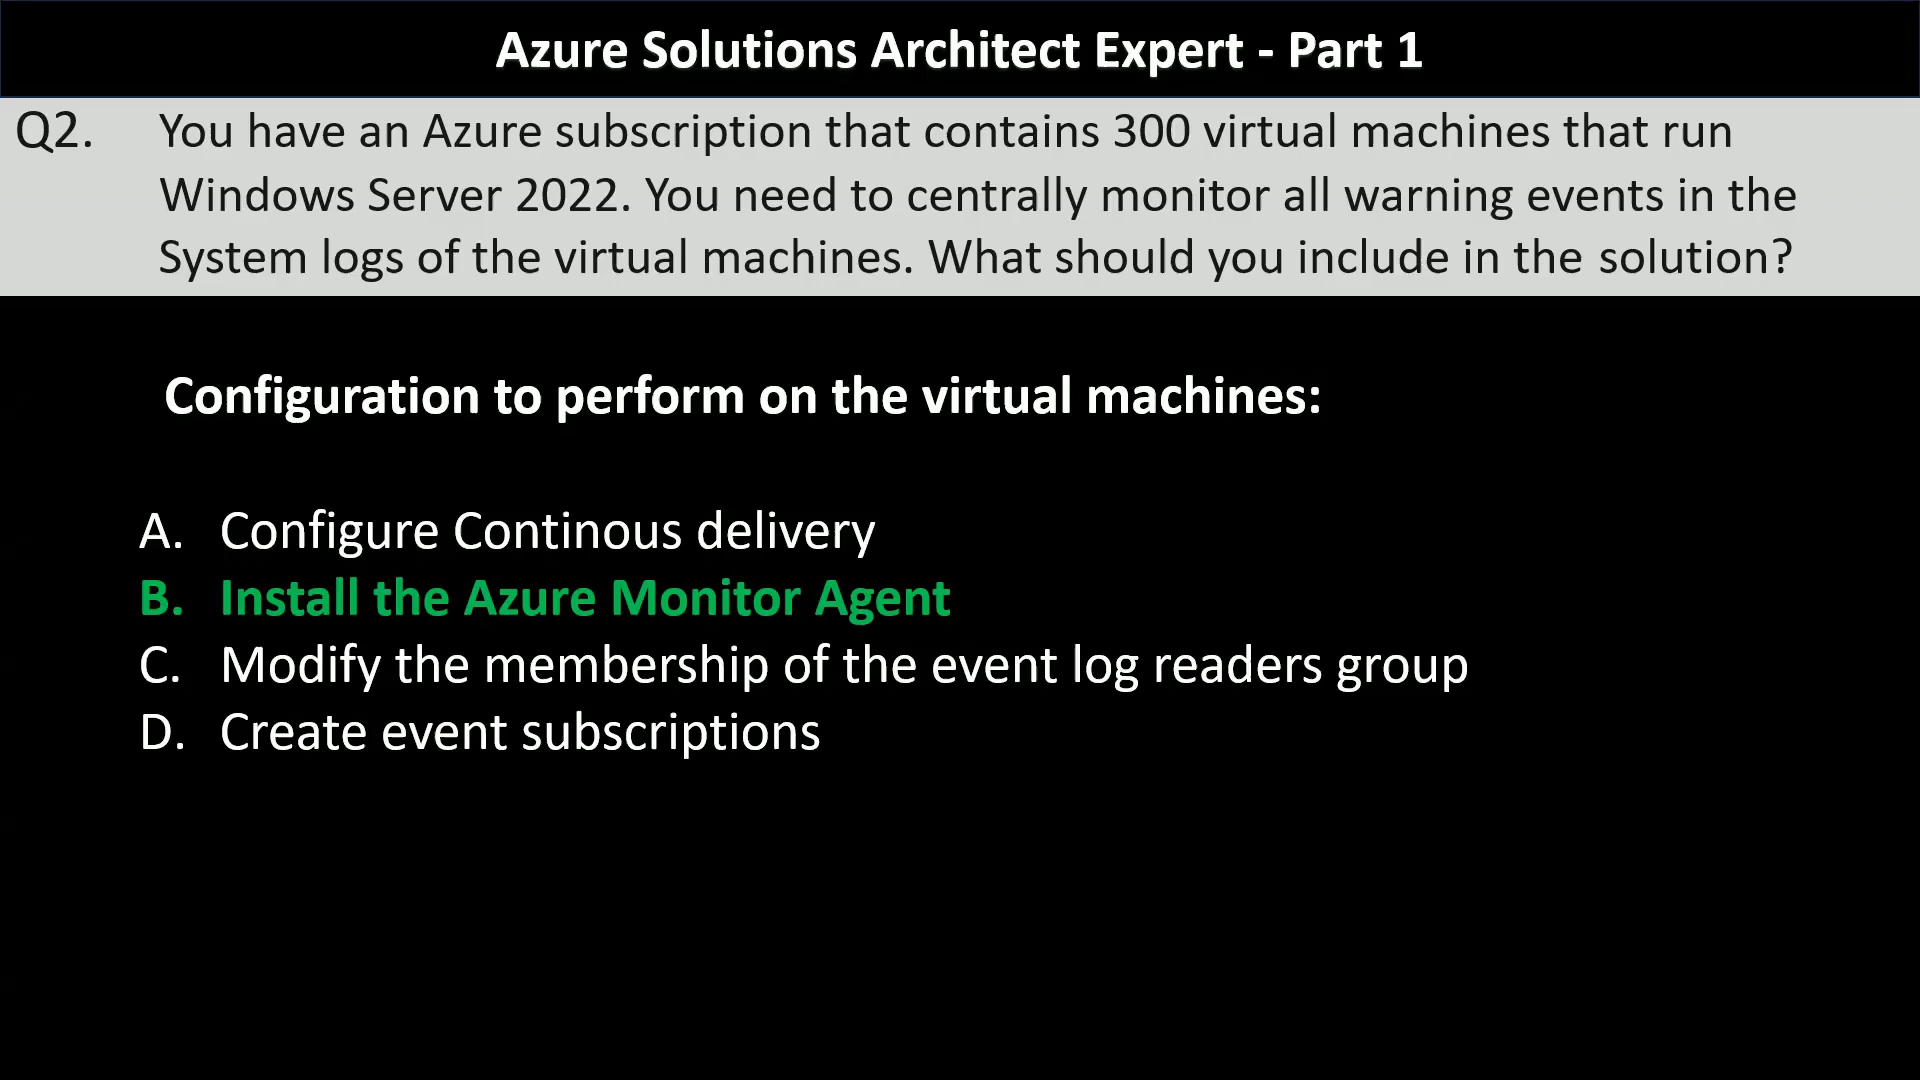 Azure Solutions Architect Expert - Part 1
Q2. You have an Azure subscription that contains 300 virtual machines that run
Windows Server 2022. You need to centrally monitor all warning events in the
System logs of the virtual machines. What should you include in the solution?
Configuration to perform on the virtual machines:
A. Configure Continous delivery
B. Install the Azure Monitor Agent
C. Modify the membership of the event log readers group
D. Create event subscriptions